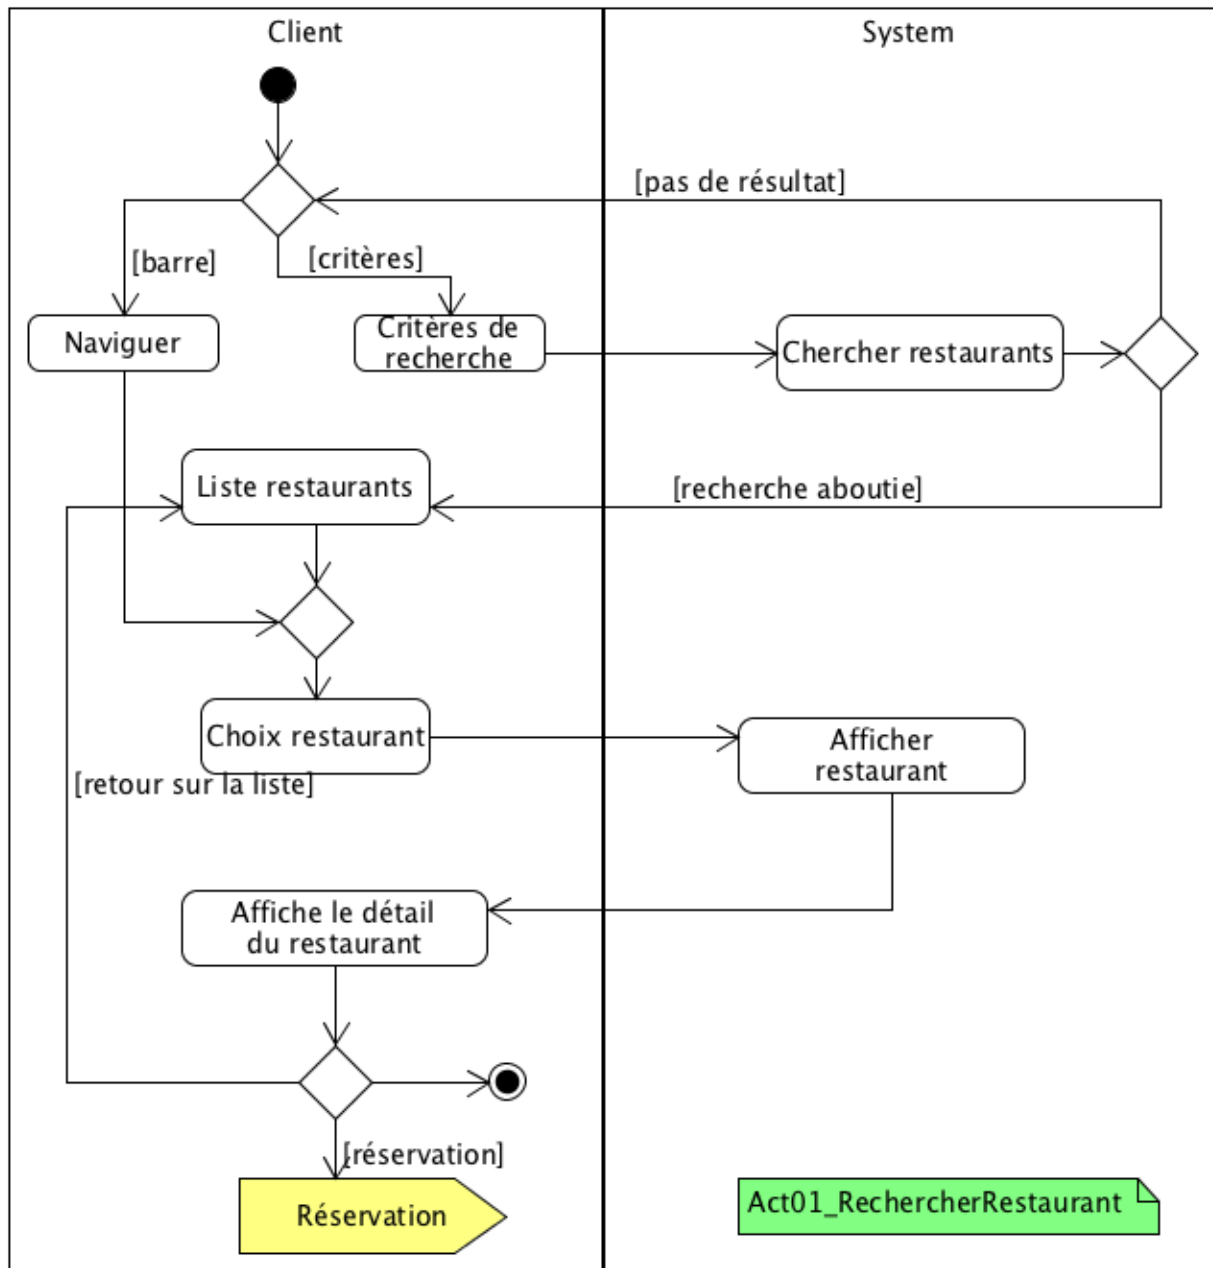 Client
System
[pas de résultat]
[barre]
[critères]
Naviguer
Critères de
recherche
Chercher restaurants
Liste restaurants
[recherche aboutie]
Choix restaurant
Afficher
restaurant
[retour sur la liste]
Affiche le détail
du restaurant
[réservation]
Réservation
Act01_RechercherRestaurant